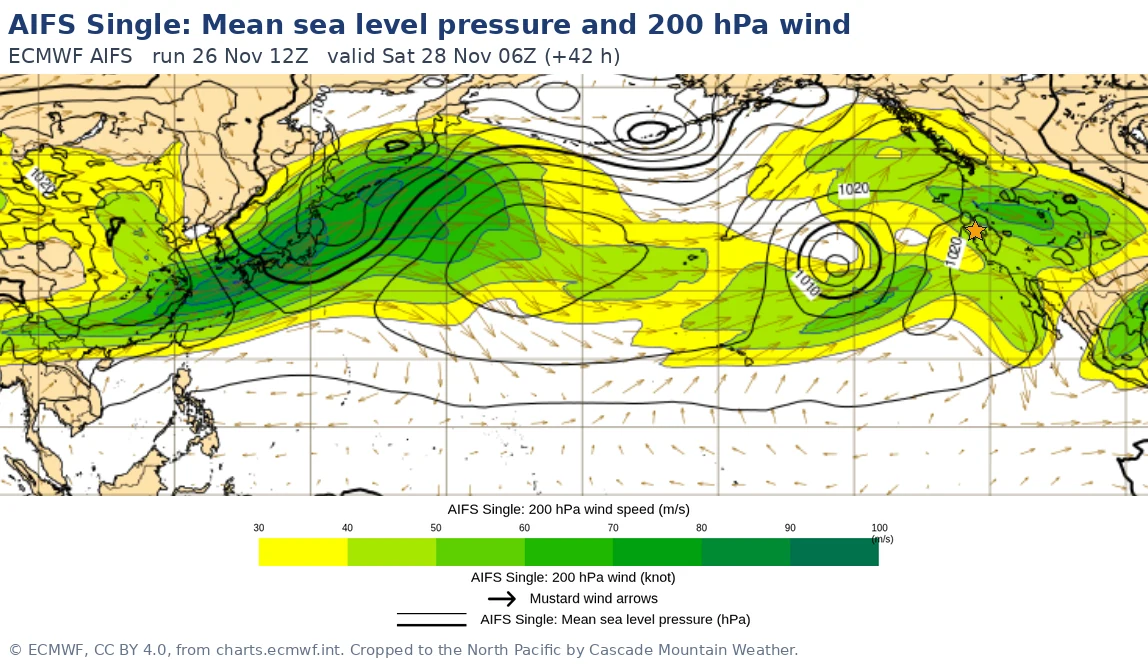 AIFS Single: Mean sea level pressure and 200 hPa wind
ECMWF AIFS run 26 Nov 12Z valid Sat 28 Nov 06Z (+42 h)
1020
1020
1020
1010
AIFS Single: 200 hPa wind speed (m/s)
30 40 50 60 70 80 90 100
(m/s)
AIFS Single: 200 hPa wind (knot)
Mustard wind arrows
AIFS Single: Mean sea level pressure (hPa)
© ECMWF, CC BY 4.0, from charts.ecmwf.int. Cropped to the North Pacific by Cascade Mountain Weather.